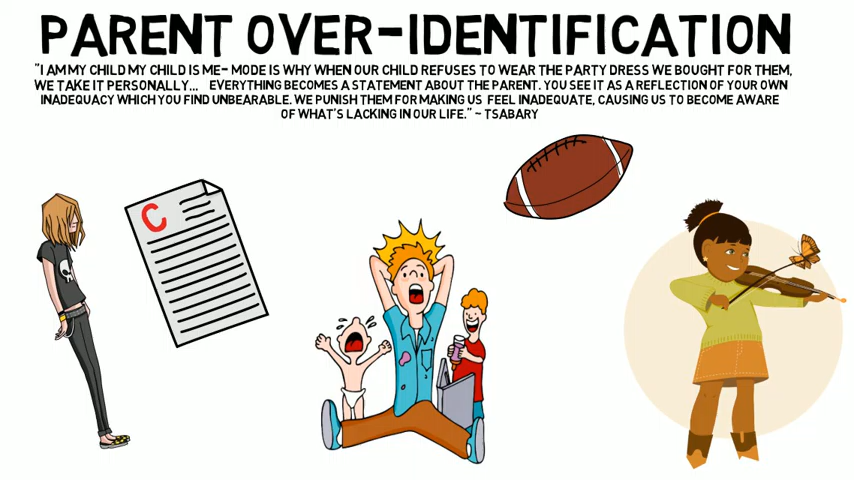 PARENT OVER-IDENTIFICATION
"I AM MY CHILD MY CHILD IS ME- MODE IS WHY WHEN OUR CHILD REFUSES TO WEAR THE PARTY DRESS WE BOUGHT FOR THEM,
WE TAKE IT PERSONALLY... EVERYTHING BECOMES A STATEMENT ABOUT THE PARENT. YOU SEE IT AS A REFLECTION OF YOUR OWN
INADEQUACY WHICH YOU FIND UNBEARABLE. WE PUNISH THEM FOR MAKING US FEEL INADEQUATE, CAUSING US TO BECOME AWARE
OF WHAT'S LACKING IN OUR LIFE." ~ TSABARY
C